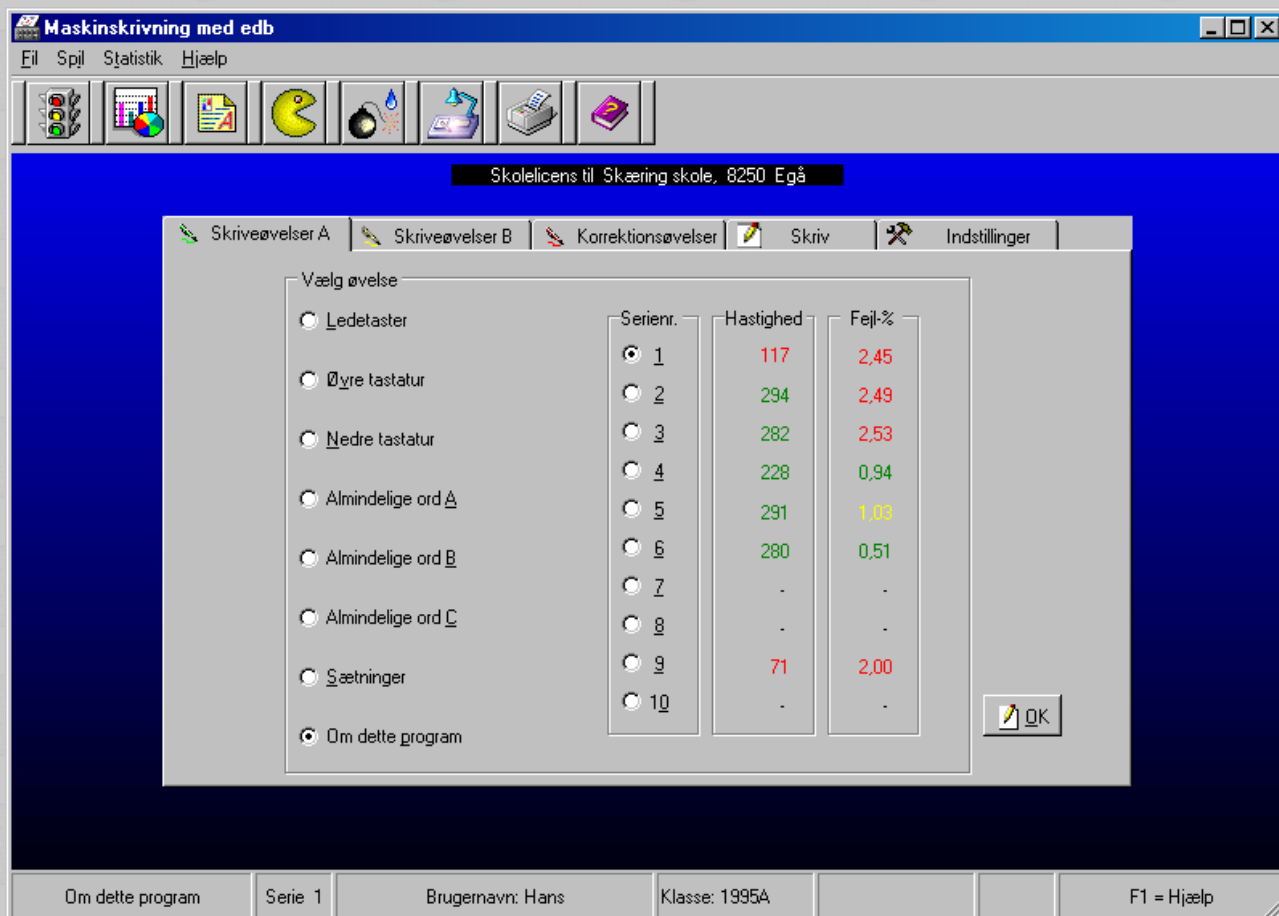 Maskinskrivning med edb
Fil Spil Statistik Hjælp
Skolelicens til Skæring skole, 8250 Egå
Skriveøvelser A Skriveøvelser B Korrektionsøvelser Skriv Indstillinger
Vælg øvelse
Ledetaster
Øvre tastatur
Nedre tastatur
Almindelige ord A
Almindelige ord B
Almindelige ord C
Sætninger
Om dette program
Serienr. Hastighed Fejl-%
1 117 2,45
2 294 2,49
3 282 2,53
4 228 0,94
5 291 1,03
6 280 0,51
7 - -
8 - -
9 71 2,00
10 - -
OK
Om dette program Serie 1 Brugernavn: Hans Klasse: 1995A F1 = Hjælp